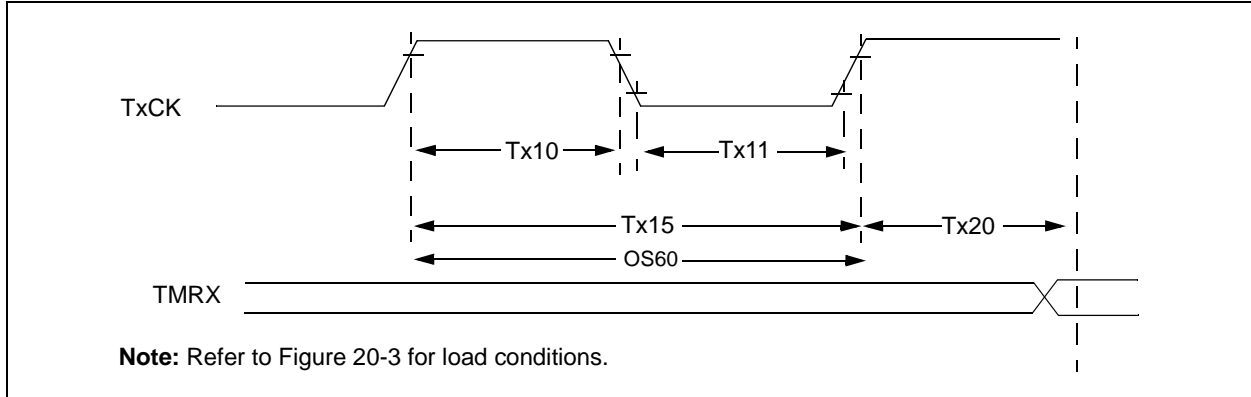 TxCK
Tx10
Tx11
Tx15
Tx20
OS60
TMRX
Note: Refer to Figure 20-3 for load conditions.